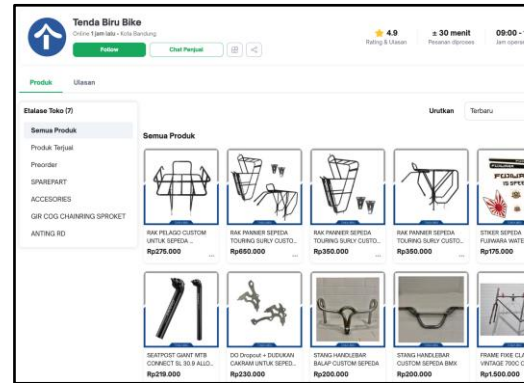 Tenda Biru Bike
Online 1 jam lalu • Kota Bandung
Follow
Chat Penjual
4.9
Rating & Ulasan
± 30 menit
Pesanan diproses
09:00 -
Jam opera
Produk
Ulasan
Etalase Toko (7)
Semua Produk
Produk Terjual
Preorder
SPAREPART
ACCESORIES
GIR COG CHAINRING SPROKET
ANTING RD
Urutkan
Terbaru
Semua Produk
RAK PELAGO CUSTOM
UNTUK SEPEDA ...
Rp275.000
RAK PANNIER SEPEDA
TOURING SURLY CUSTO...
Rp650.000
RAK PANNIER SEPEDA
TOURING SURLY CUSTO...
Rp350.000
RAK PANNIER SEPEDA
TOURING SURLY CUSTO...
Rp350.000
STIKER SEPEDA
FUJIWARA WATE
Rp175.000
SEATPOST GIANT MTB
CONNECT SL 30.9 ALLO...
Rp219.000
DO Dropout + DUDUKAN
CAKRAM UNTUK SEPED...
Rp230.000
STANG HANDLEBAR
BALAP CUSTOM SEPEDA
Rp200.000
STANG HANDLEBAR
CUSTOM SEPEDA BMX
Rp200.000
FRAME FIXIE CLA
VINTAGE 700C C
Rp1.500.000